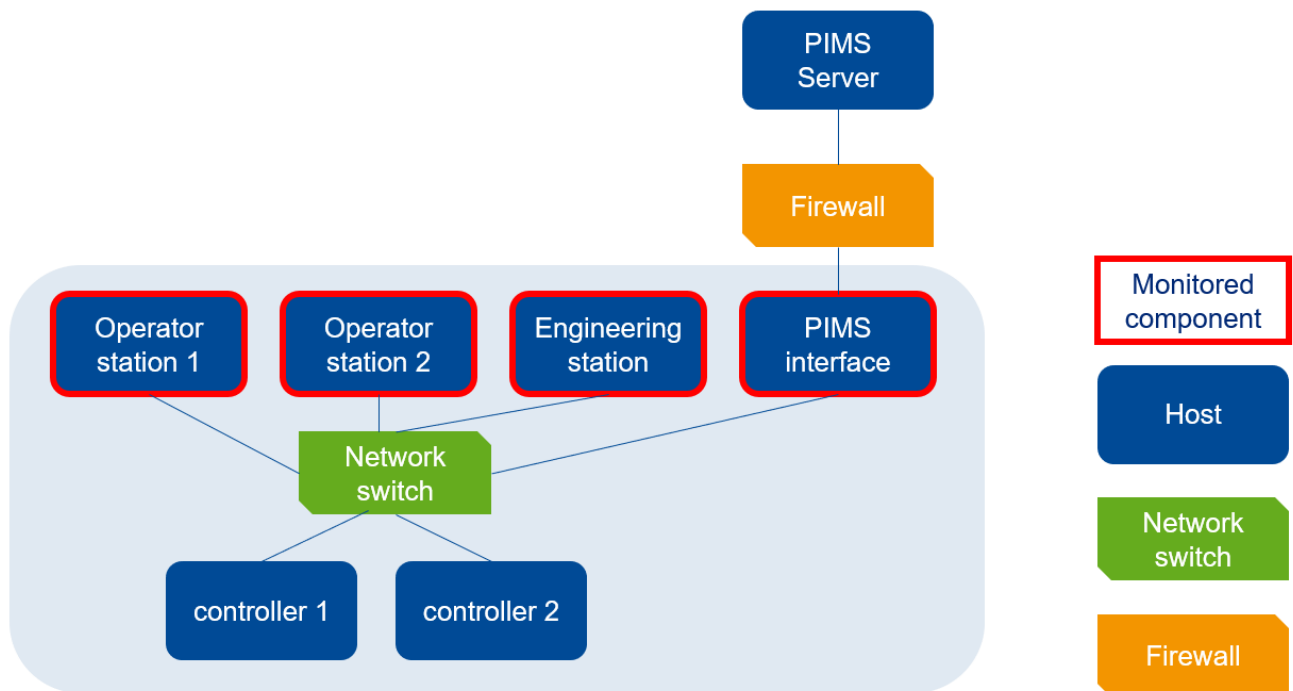 PIMS
Server
Firewall
Operator
station 1
Operator
station 2
Engineering
station
PIMS
interface
Network
switch
controller 1
controller 2
Monitored
component
Host
Network
switch
Firewall